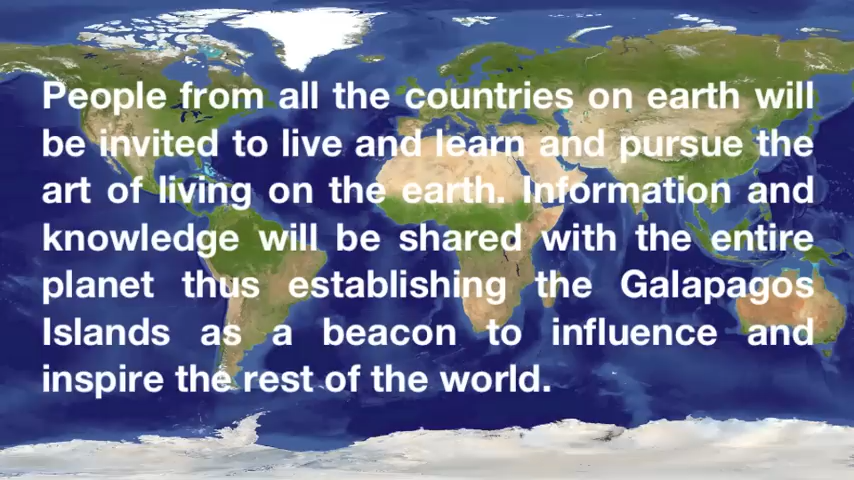 People from all the countries on earth will
be invited to live and learn and pursue the
art of living on the earth. Information and
knowledge will be shared with the entire
planet thus establishing the Galapagos
Islands as a beacon to influence and
inspire the rest of the world.